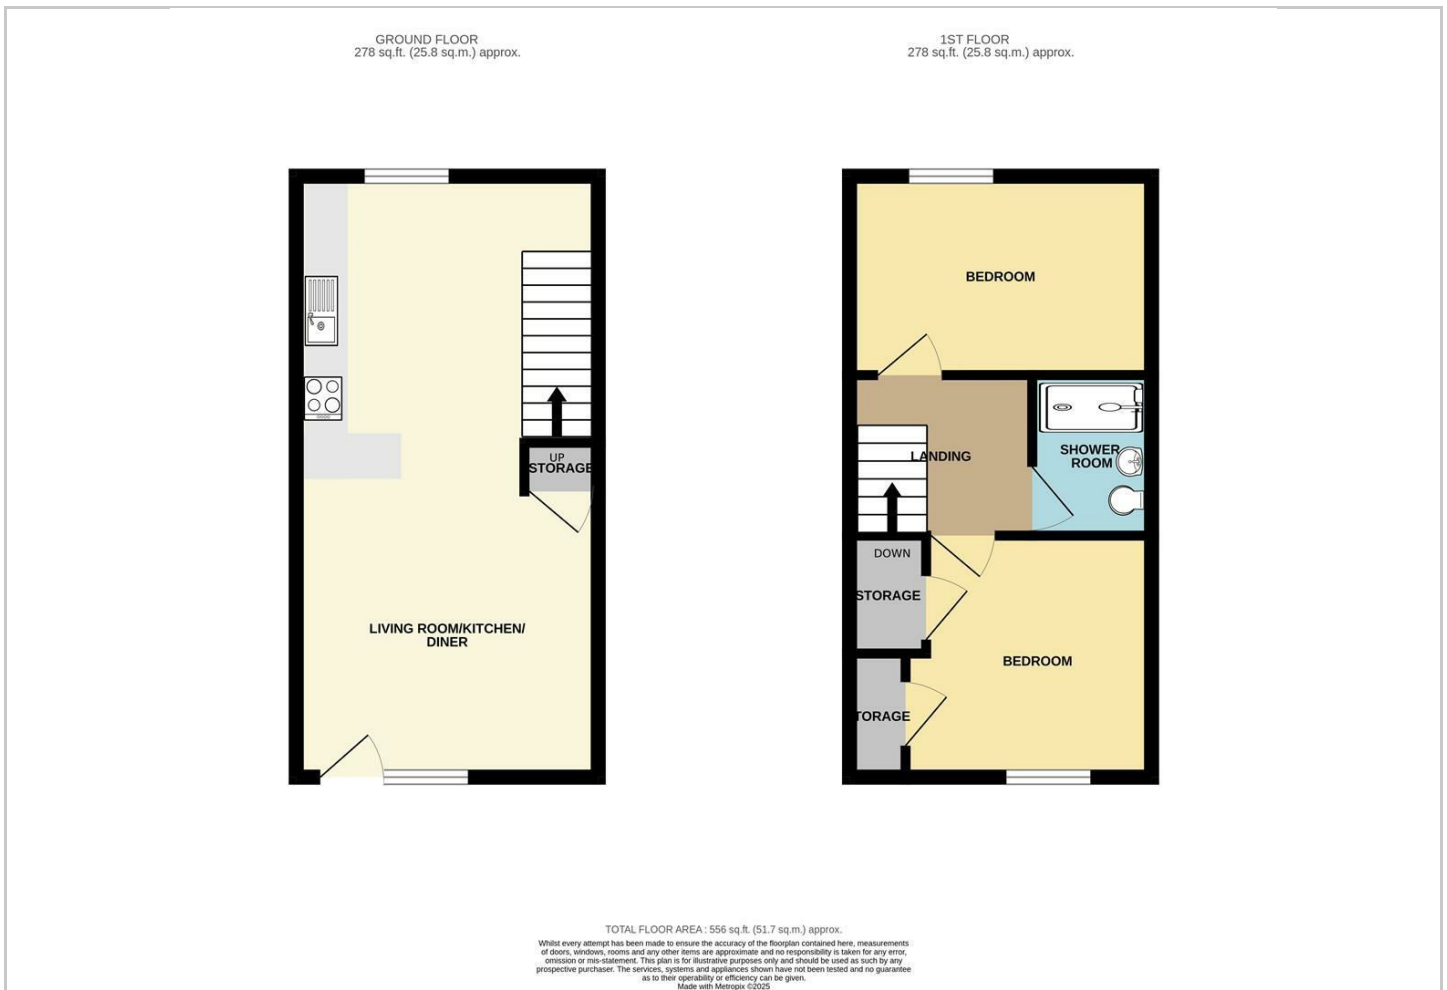 GROUND FLOOR
278 sq.ft. (25.8 sq.m.) approx.
1ST FLOOR
278 sq.ft. (25.8 sq.m.) approx.
UP
STORAGE
LIVING ROOM/KITCHEN/
DINER
BEDROOM
LANDING
SHOWER
ROOM
DOWN
STORAGE
BEDROOM
TORAGE
TOTAL FLOOR AREA : 556 sq.ft. (51.7 sq.m.) approx.
Whilst every attempt has been made to ensure the accuracy of the floorplan contained here, measurements
of doors, windows, rooms and any other items are approximate and no responsibility is taken for any error,
omission or mis-statement. This plan is for illustrative purposes only and should be used as such by any
prospective purchaser. The services, systems and appliances shown have not been tested and no guarantee
as to their operability or efficiency can be given.
Made with Metropix ©2025